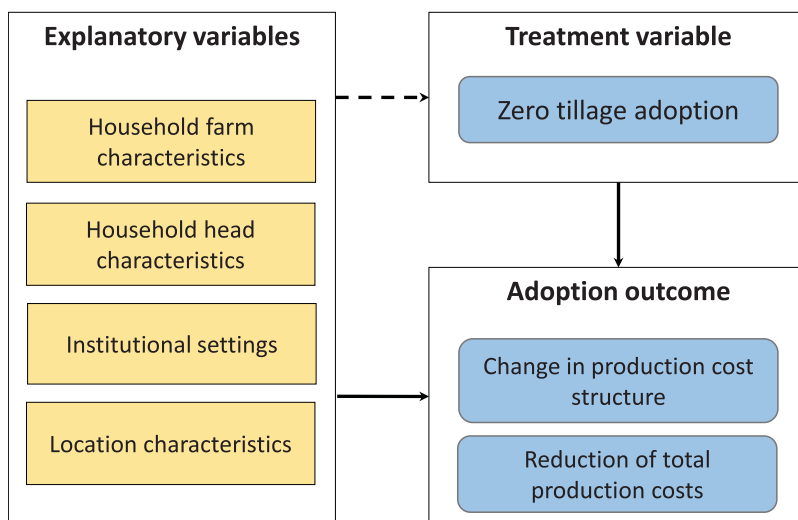 Explanatory variables
Household farm
characteristics
Household head
characteristics
Institutional settings
Location characteristics
Treatment variable
Zero tillage adoption
Adoption outcome
Change in production cost
structure
Reduction of total
production costs